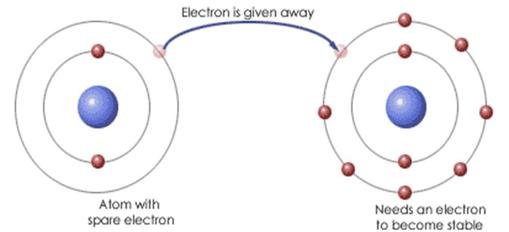 Electron is given away
Atom with
spare electron
Needs an electron
to become stable